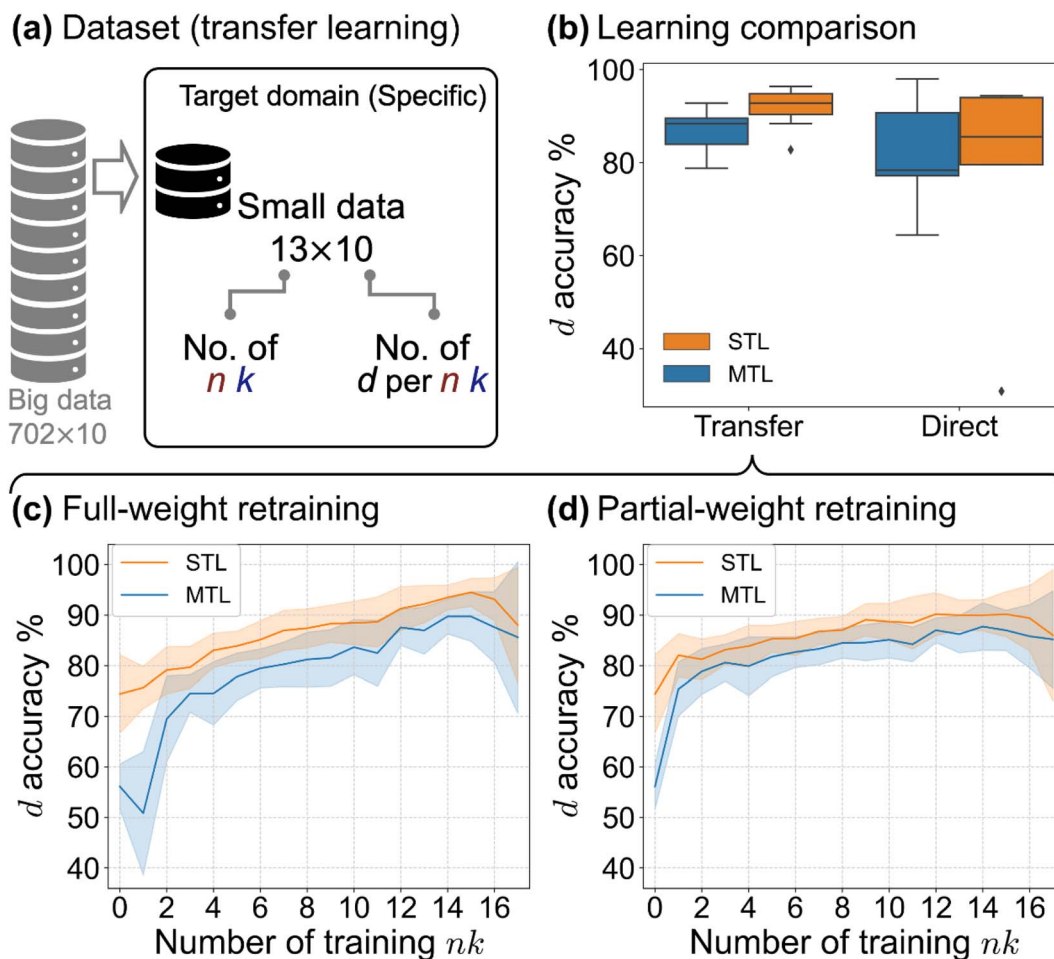 (a) Dataset (transfer learning)
Target domain (Specific)
Small data
13×10
No. of
n k
No. of
d per n k
Big data
702×10
(b) Learning comparison
d accuracy %
100
80
60
40
STL
MTL
Transfer
Direct
(c) Full-weight retraining
d accuracy %
100
90
80
70
60
50
40
STL
MTL
0 2 4 6 8 10 12 14 16
Number of training nk
(d) Partial-weight retraining
d accuracy %
100
90
80
70
60
50
40
STL
MTL
0 2 4 6 8 10 12 14 16
Number of training nk